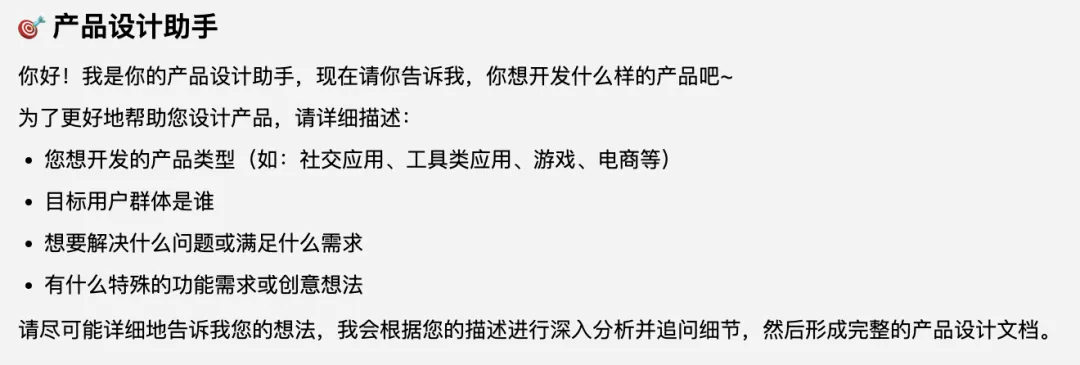 🎯 产品设计助手
你好！我是你的产品设计助手，现在请你告诉我，你想开发什么样的产品吧~
为了更好地帮助您设计产品，请详细描述：
• 您想开发的产品类型（如：社交应用、工具类应用、游戏、电商等）
• 目标用户群体是谁
• 想要解决什么问题或满足什么需求
• 有什么特殊的功能需求或创意想法
请尽可能详细地告诉我您的想法，我会根据您的描述进行深入分析并追问细节，然后形成完整的产品设计文档。